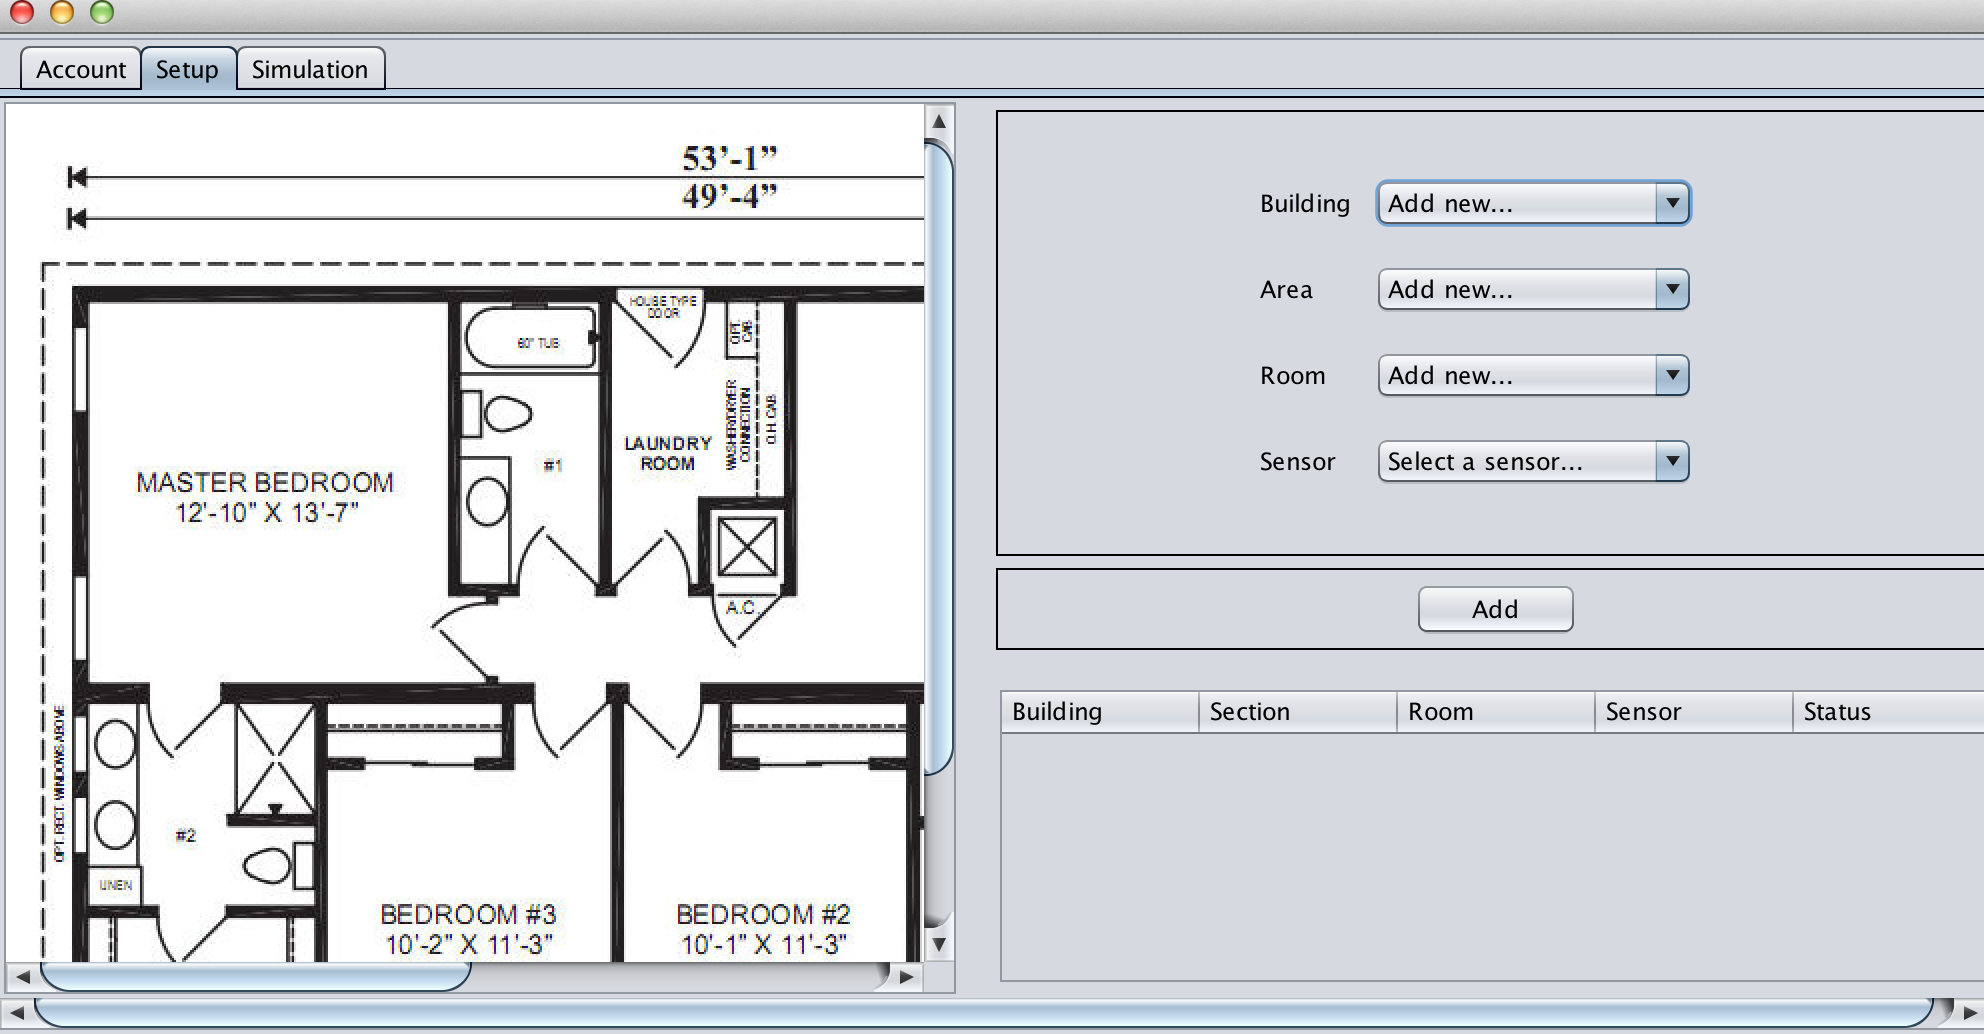 Account Setup Simulation
53’-1”
49’-4”
HOUSE TYPE
DOOR
60" TUB
OPT.
CAB
WASHER/DRYER
CONNECTION
O.H. CAB
LAUNDRY
ROOM
#1
MASTER BEDROOM
12'-10" X 13'-7"
A.C.
OPT. RECT. WINDOWS ABOVE
#2
LINEN
BEDROOM #3
10'-2" X 11'-3"
BEDROOM #2
10'-1" X 11'-3"
Building Add new...
Area Add new...
Room Add new...
Sensor Select a sensor...
Add
Building Section Room Sensor Status